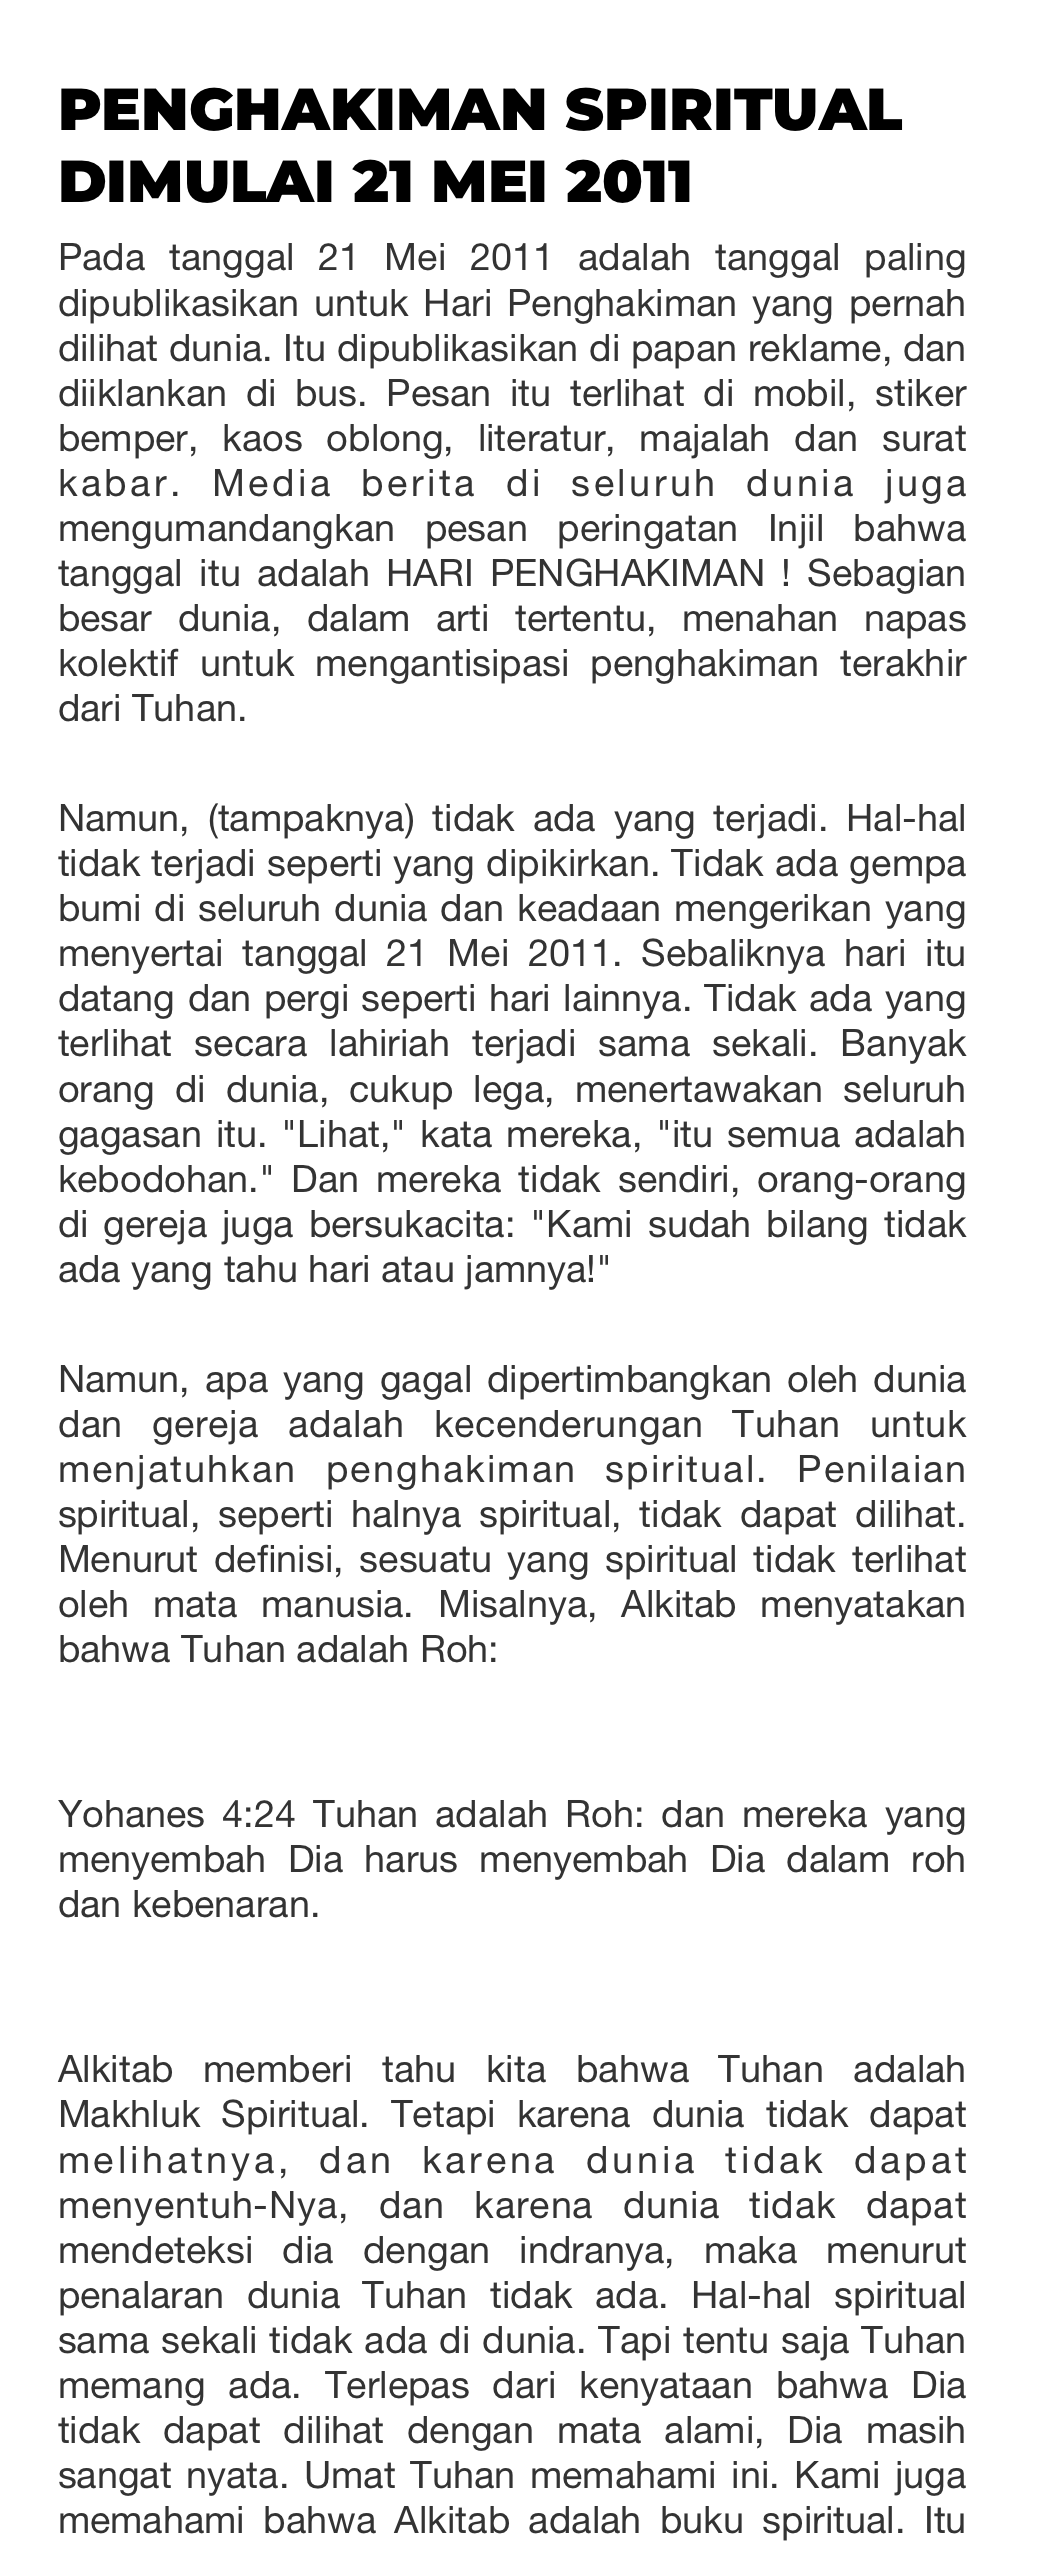 PENGHAKIMAN SPIRITUAL
DIMULAI 21 MEI 2011
Pada tanggal 21 Mei 2011 adalah tanggal paling
dipublikasikan untuk Hari Penghakiman yang pernah
dilihat dunia. Itu dipublikasikan di papan reklame, dan
diiklankan di bus. Pesan itu terlihat di mobil, stiker
bemper, kaos oblong, literatur, majalah dan surat
kabar. Media berita di seluruh dunia juga
mengumandangkan pesan peringatan Injil bahwa
tanggal itu adalah HARI PENGHAKIMAN ! Sebagian
besar dunia, dalam arti tertentu, menahan napas
kolektif untuk mengantisipasi penghakiman terakhir
dari Tuhan.
Namun, (tampaknya) tidak ada yang terjadi. Hal-hal
tidak terjadi seperti yang dipikirkan. Tidak ada gempa
bumi di seluruh dunia dan keadaan mengerikan yang
menyertai tanggal 21 Mei 2011. Sebaliknya hari itu
datang dan pergi seperti hari lainnya. Tidak ada yang
terlihat secara lahiriah terjadi sama sekali. Banyak
orang di dunia, cukup lega, menertawakan seluruh
gagasan itu. "Lihat," kata mereka, "itu semua adalah
kebodohan." Dan mereka tidak sendiri, orang-orang
di gereja juga bersukacita: "Kami sudah bilang tidak
ada yang tahu hari atau jamnya!"
Namun, apa yang gagal dipertimbangkan oleh dunia
dan gereja adalah kecenderungan Tuhan untuk
menjatuhkan penghakiman spiritual. Penilaian
spiritual, seperti halnya spiritual, tidak dapat dilihat.
Menurut definisi, sesuatu yang spiritual tidak terlihat
oleh mata manusia. Misalnya, Alkitab menyatakan
bahwa Tuhan adalah Roh:
Yohanes 4:24 Tuhan adalah Roh: dan mereka yang
menyembah Dia harus menyembah Dia dalam roh
dan kebenaran.
Alkitab memberi tahu kita bahwa Tuhan adalah
Makhluk Spiritual. Tetapi karena dunia tidak dapat
melihatnya, dan karena dunia tidak dapat
menyentuh-Nya, dan karena dunia tidak dapat
mendeteksi dia dengan indranya, maka menurut
penalaran dunia Tuhan tidak ada. Hal-hal spiritual
sama sekali tidak ada di dunia. Tapi tentu saja Tuhan
memang ada. Terlepas dari kenyataan bahwa Dia
tidak dapat dilihat dengan mata alami, Dia masih
sangat nyata. Umat Tuhan memahami ini. Kami juga
memahami bahwa Alkitab adalah buku spiritual. Itu